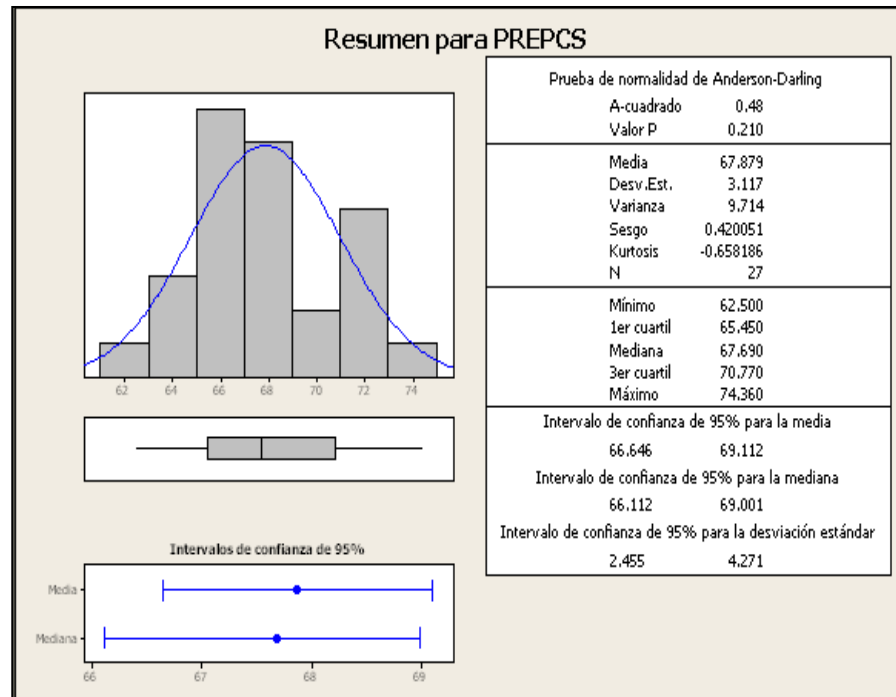 Resumen para PREPCS
62 64 66 68 70 72 74
Intervalos de confianza de 95%
Media
Mediana
66 67 68 69
Prueba de normalidad de Anderson-Darling
A-cuadrado 0.48
Valor P 0.210
Media 67.879
Desv.Est. 3.117
Varianza 9.714
Sesgo 0.420051
Kurtosis -0.658186
N 27
Mínimo 62.500
1er cuartil 65.450
Mediana 67.690
3er cuartil 70.770
Máximo 74.360
Intervalo de confianza de 95% para la media
66.646 69.112
Intervalo de confianza de 95% para la mediana
66.112 69.001
Intervalo de confianza de 95% para la desviación estándar
2.455 4.271